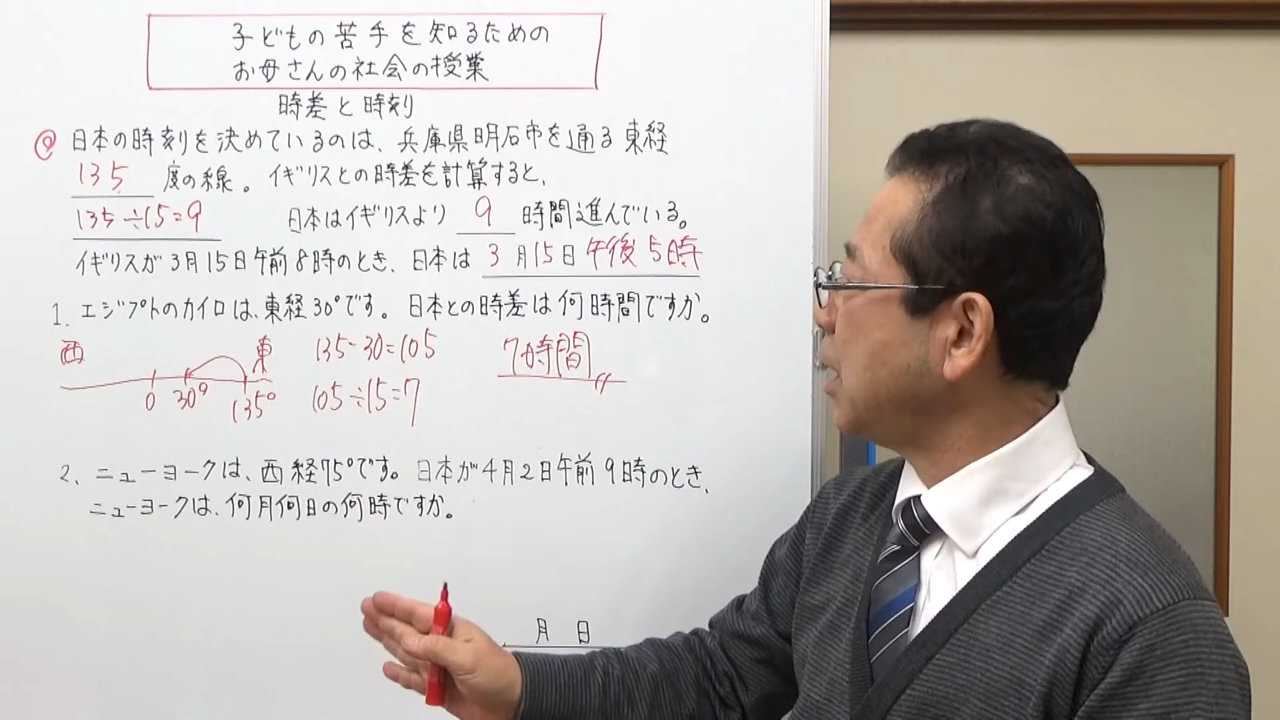 子どもの苦手を知るための
お母さんの社会の授業
時差と時刻
@ 日本の時刻を決めているのは、兵庫県明石市を通る東経
135 度の線。イギリスとの時差を計算すると、
135÷15=9 日本はイギリスより 9 時間進んでいる。
イギリスが3月15日午前8時のとき、日本は 3月15日午後5時
1. エジプトのカイロは、東経30°です。日本との時差は何時間ですか。
西 東 135-30=105 7時間
0 30° 135° 105÷15=7
2. ニューヨークは、西経75°です。日本が4月2日午前9時のとき、
ニューヨークは、何月何日の何時ですか。
月 日